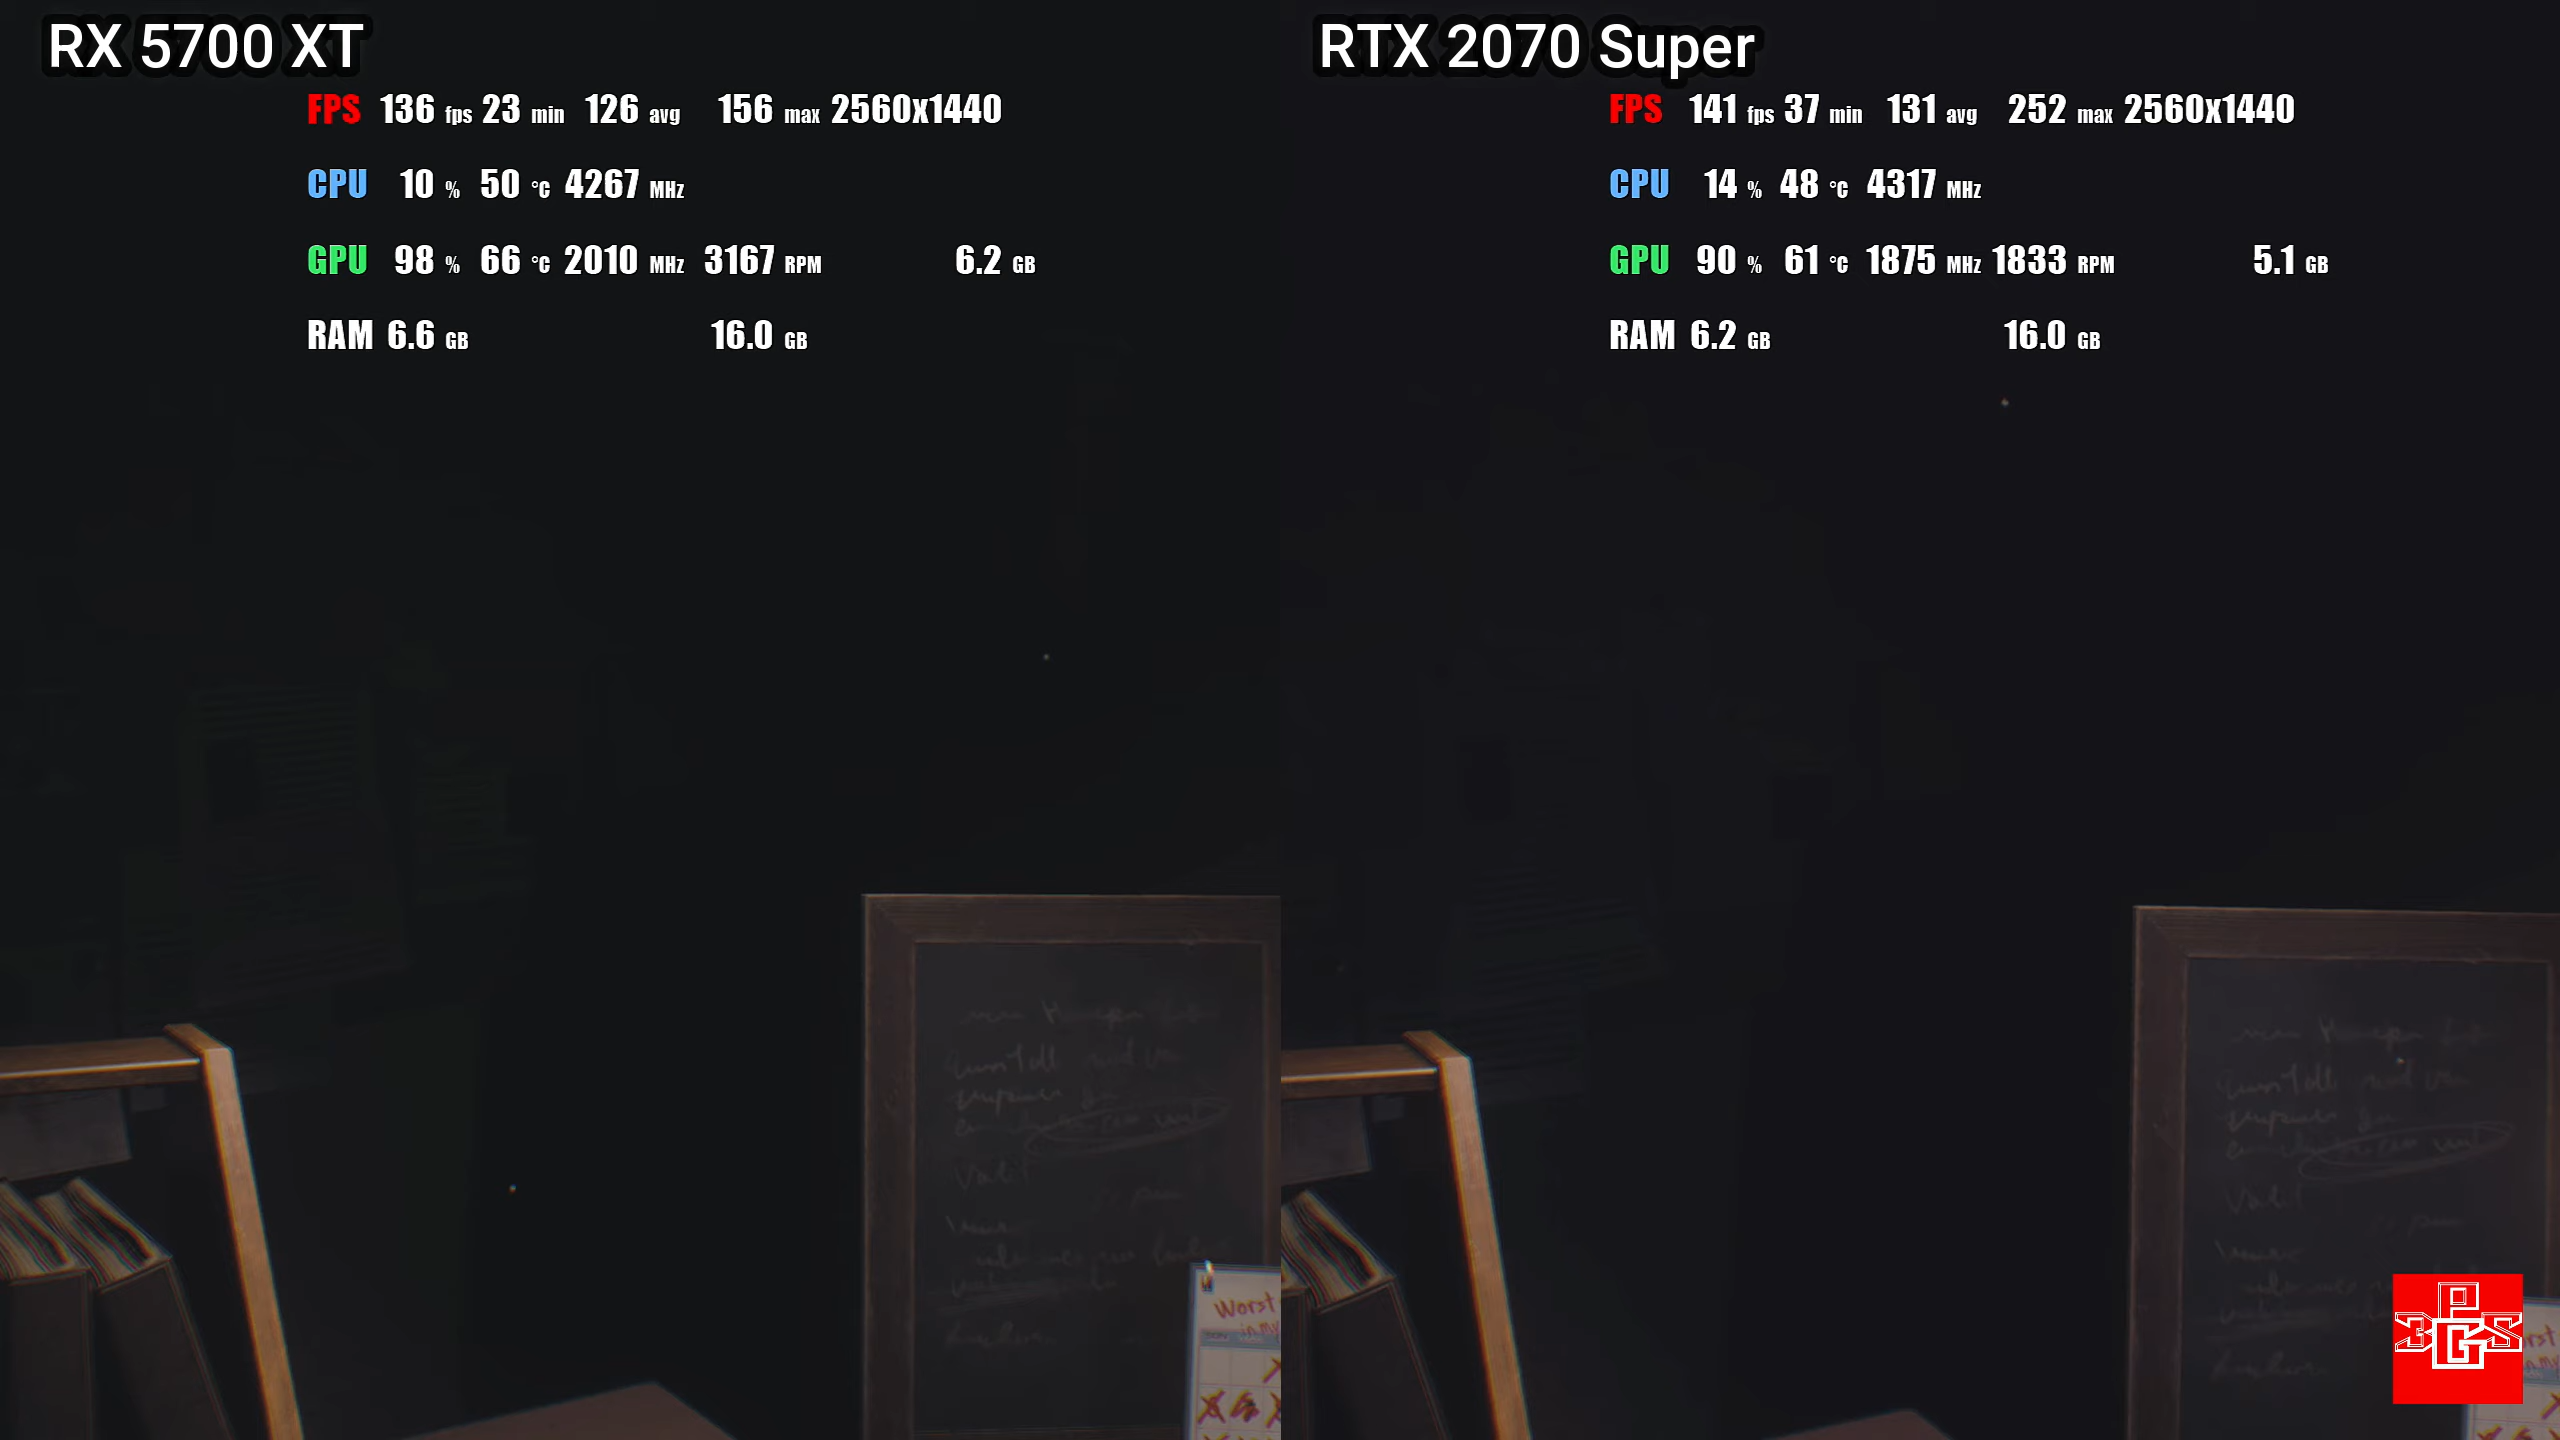 RX 5700 XT
FPS 136 fps 23 min 126 avg 156 max 2560x1440
CPU 10 % 50 °C 4267 MHz
GPU 98 % 66 °C 2010 MHz 3167 RPM 6.2 GB
RAM 6.6 GB 16.0 GB
RTX 2070 Super
FPS 141 fps 37 min 131 avg 252 max 2560x1440
CPU 14 % 48 °C 4317 MHz
GPU 90 % 61 °C 1875 MHz 1833 RPM 5.1 GB
RAM 6.2 GB 16.0 GB
Worst